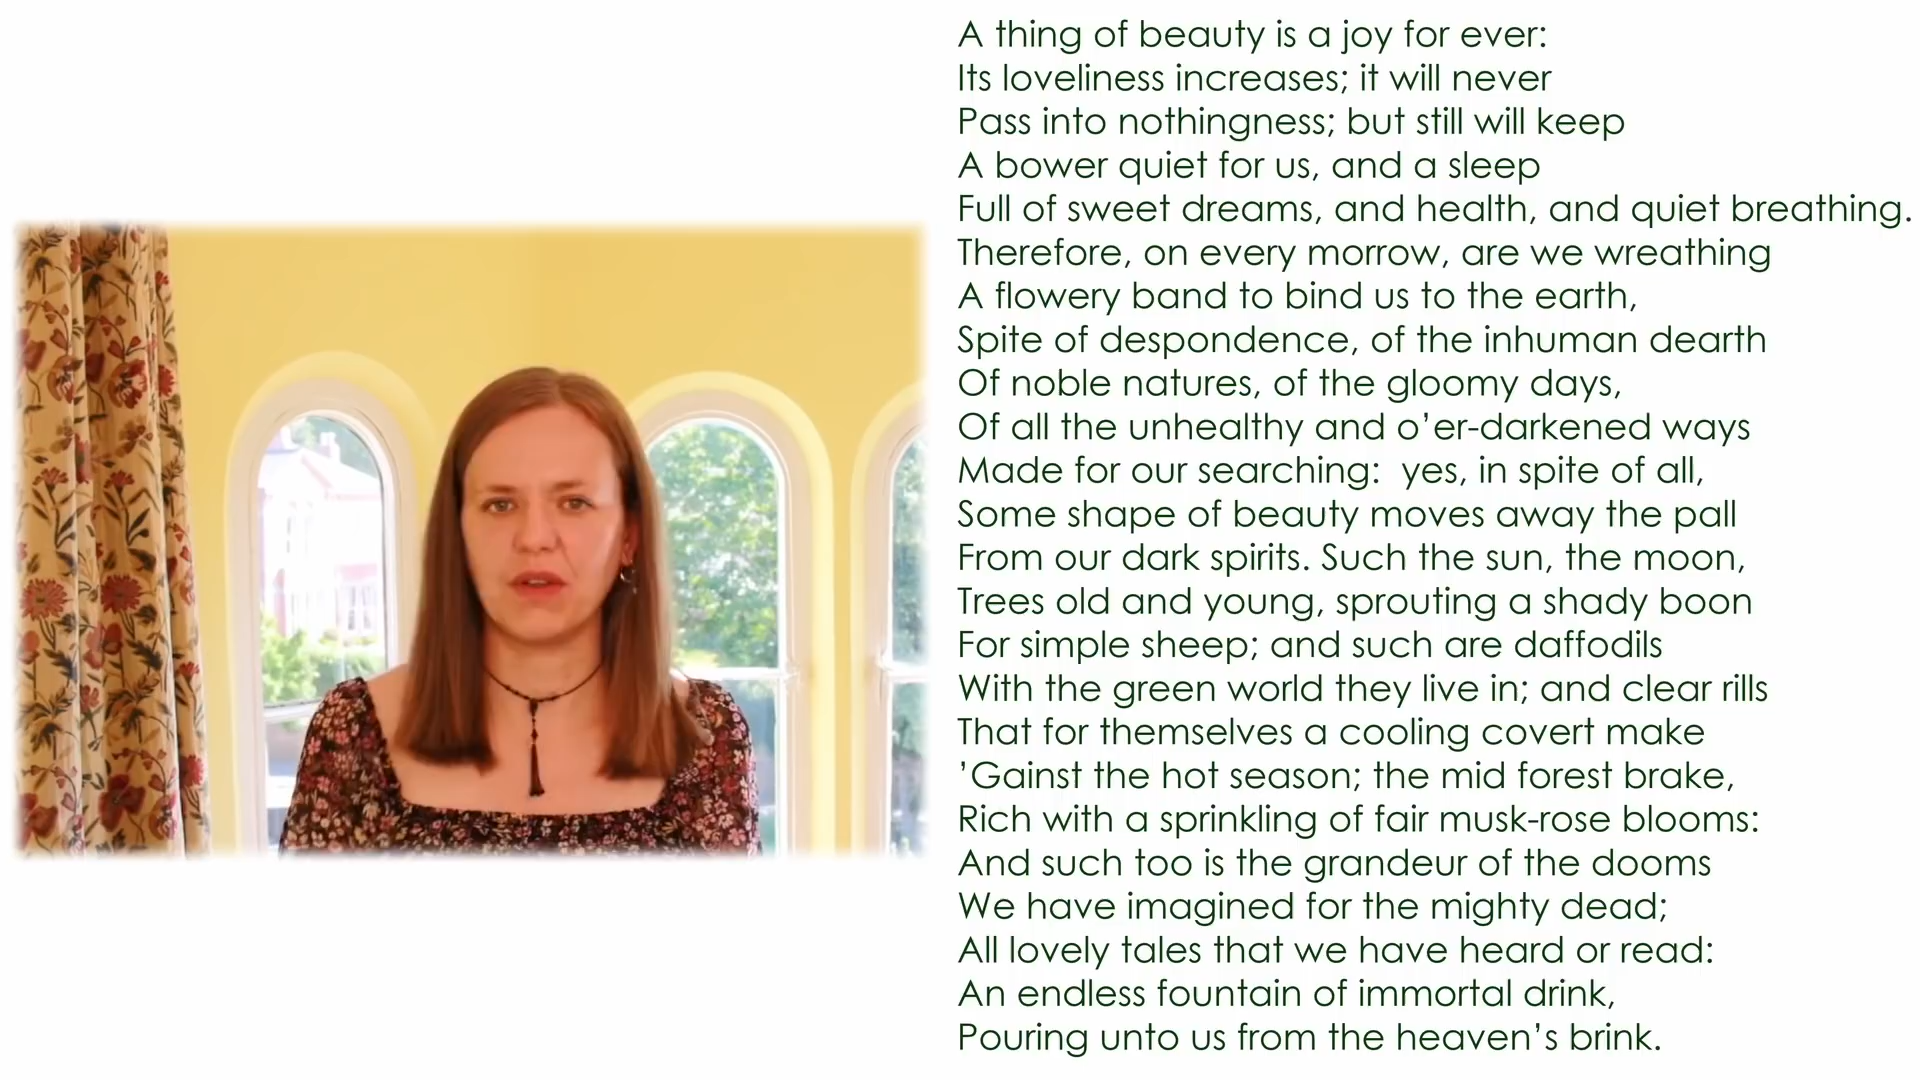 A thing of beauty is a joy for ever:
Its loveliness increases; it will never
Pass into nothingness; but still will keep
A bower quiet for us, and a sleep
Full of sweet dreams, and health, and quiet breathing.
Therefore, on every morrow, are we wreathing
A flowery band to bind us to the earth,
Spite of despondence, of the inhuman dearth
Of noble natures, of the gloomy days,
Of all the unhealthy and o’er-darkened ways
Made for our searching:  yes, in spite of all,
Some shape of beauty moves away the pall
From our dark spirits. Such the sun, the moon,
Trees old and young, sprouting a shady boon
For simple sheep; and such are daffodils
With the green world they live in; and clear rills
That for themselves a cooling covert make
’Gainst the hot season; the mid forest brake,
Rich with a sprinkling of fair musk-rose blooms:
And such too is the grandeur of the dooms
We have imagined for the mighty dead;
All lovely tales that we have heard or read:
An endless fountain of immortal drink,
Pouring unto us from the heaven’s brink.